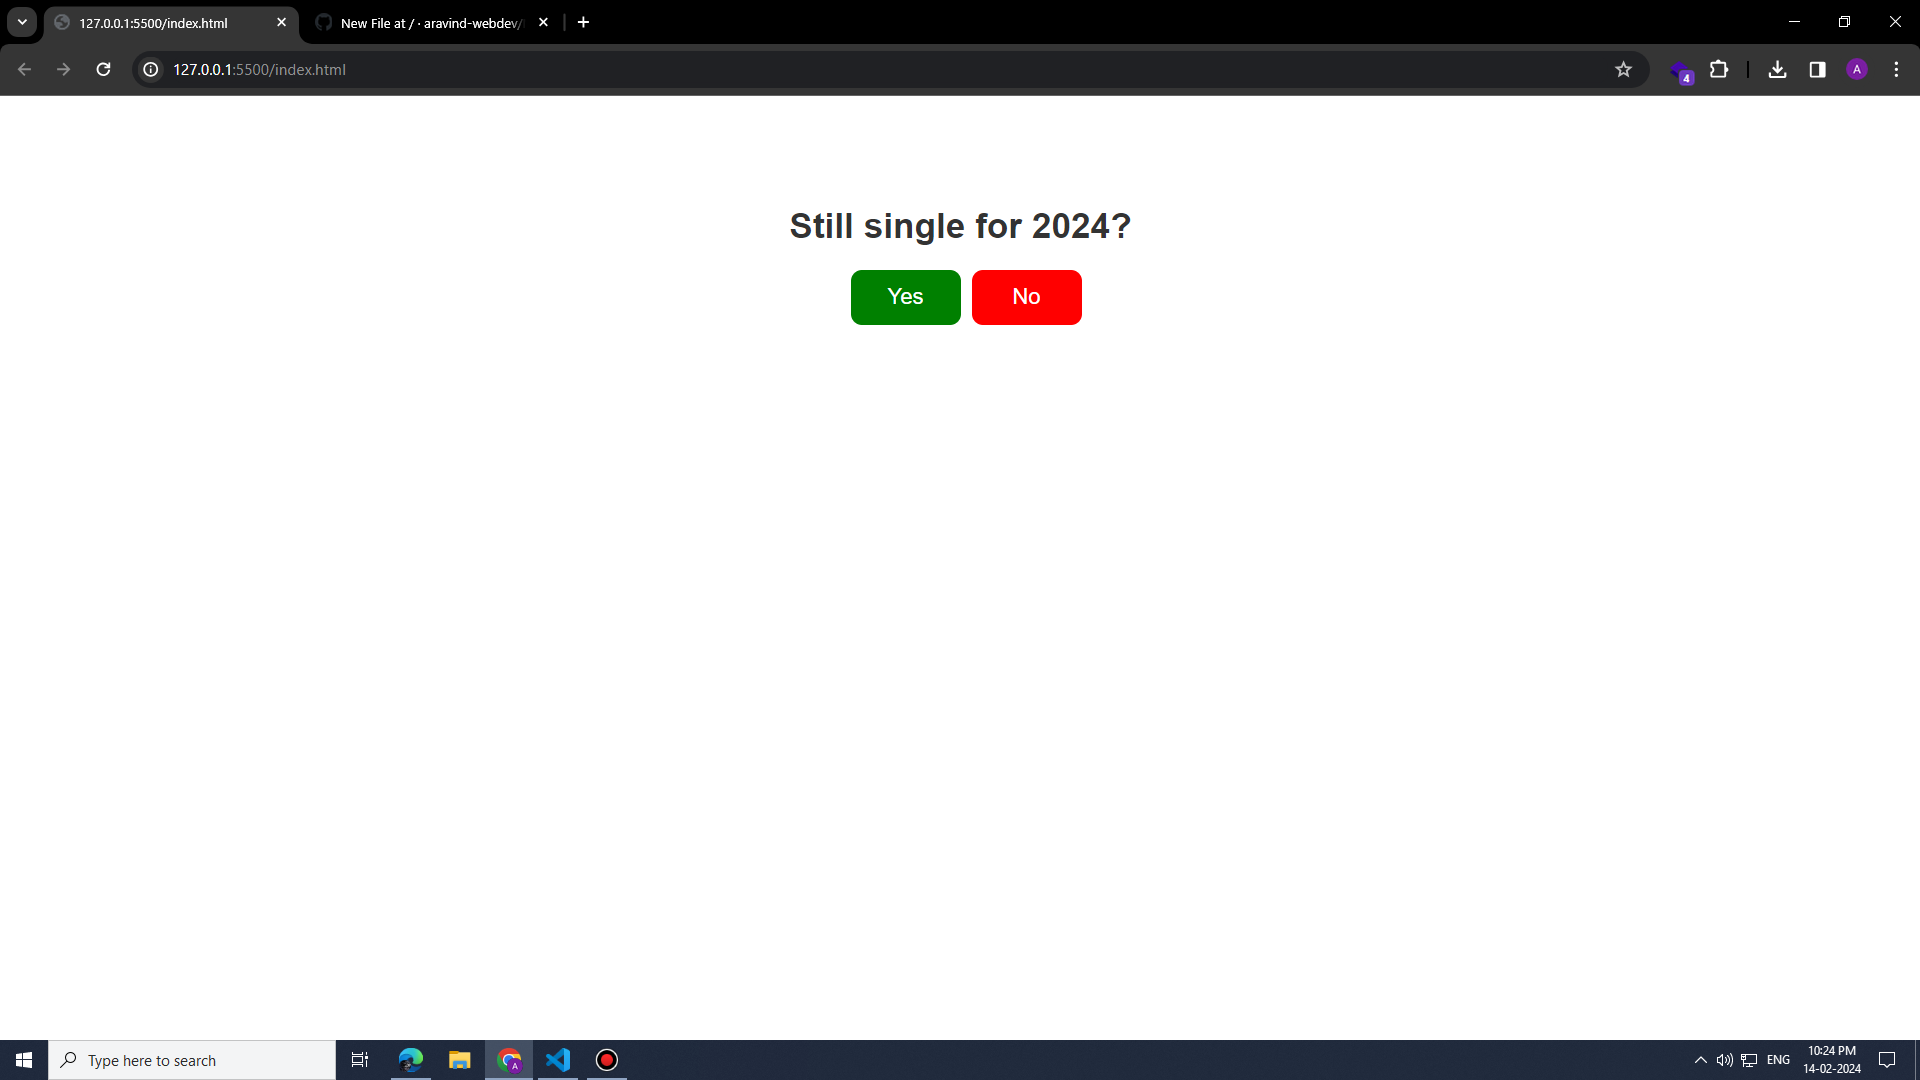 127.0.0.1:5500/index.html
New File at / · aravind-webdev/
127.0.0.1:5500/index.html
4
A
Still single for 2024?
Yes No
Type here to search
A
ENG
10:24 PM
14-02-2024